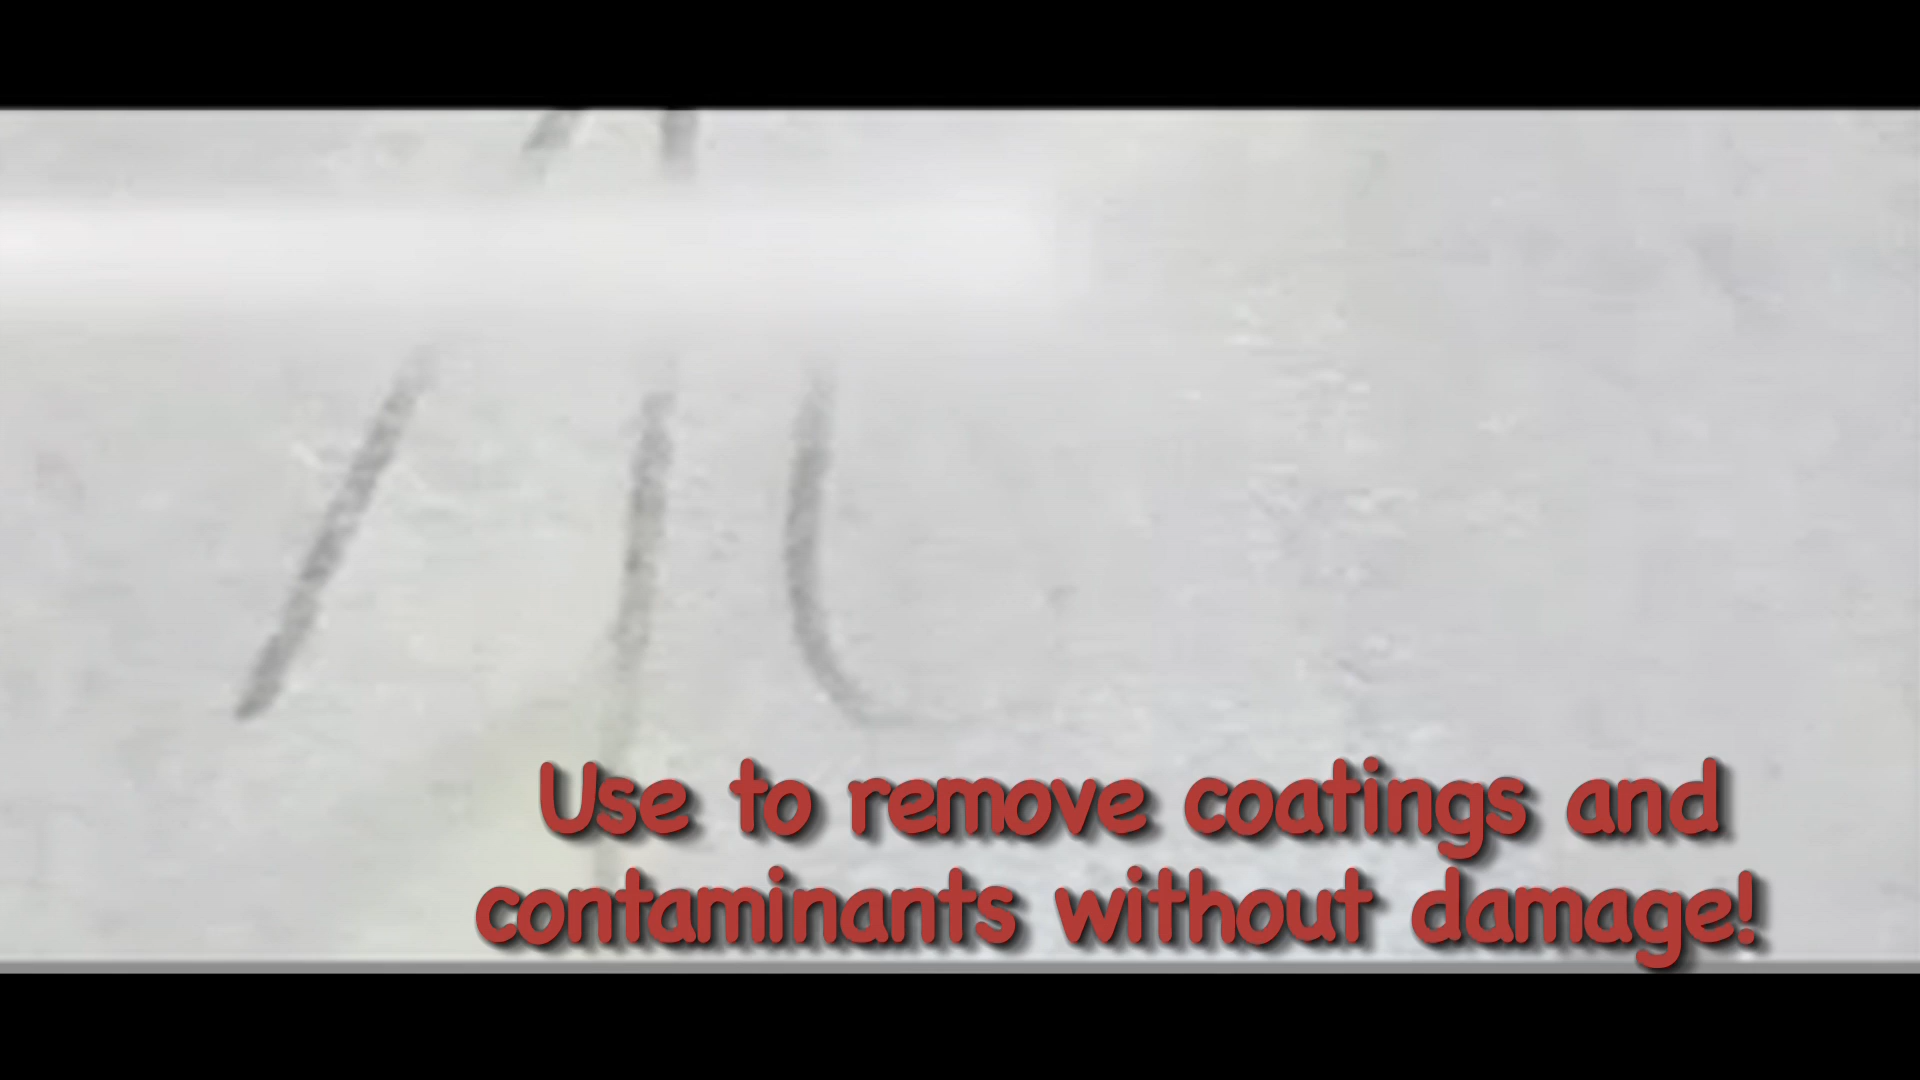 Use to remove coatings and
contaminants without damage!